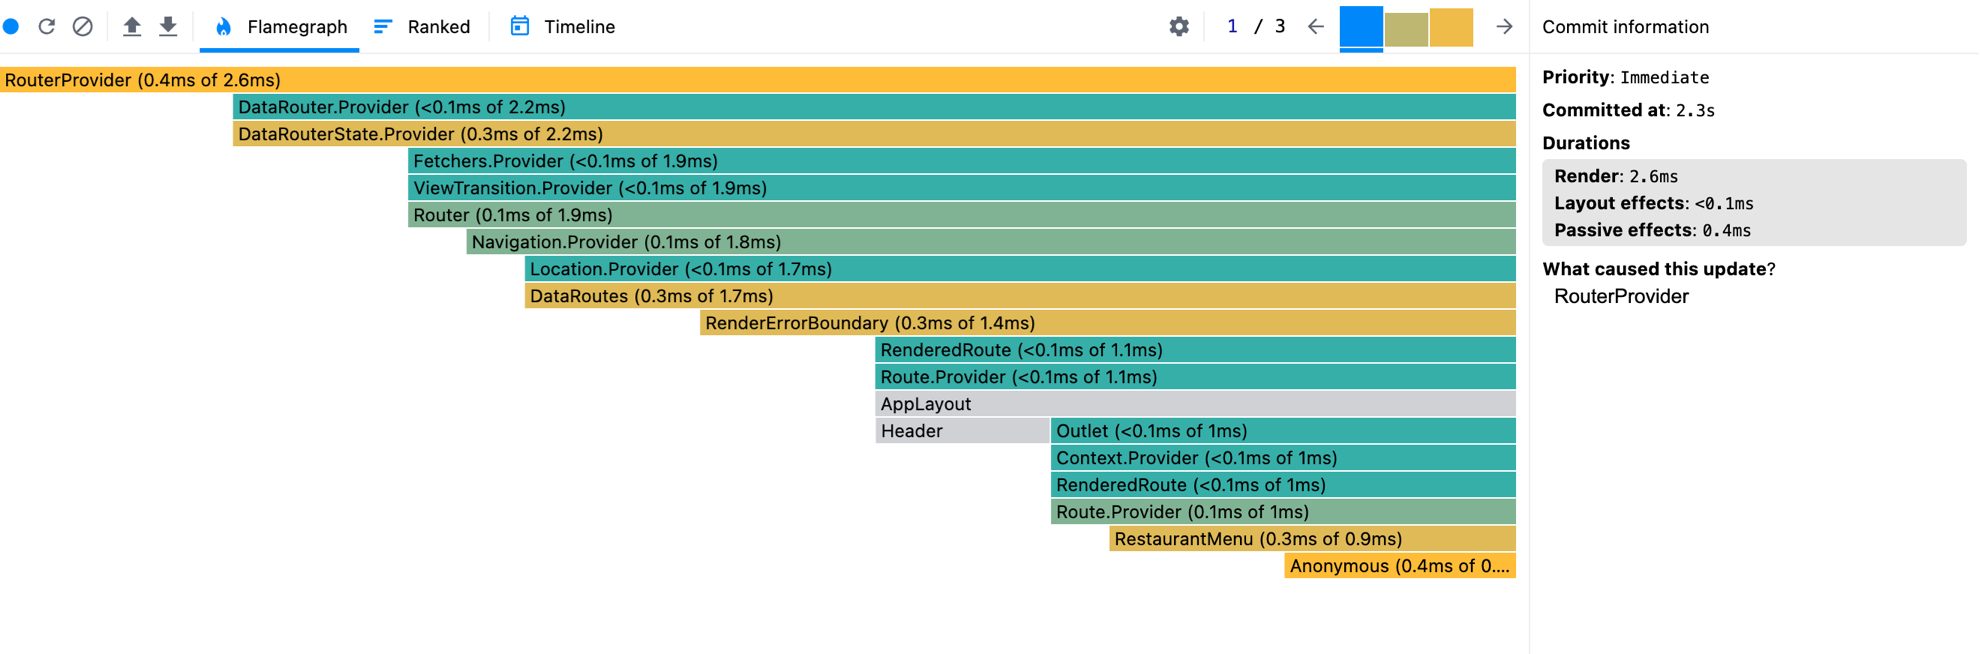 Flamegraph Ranked Timeline 1 / 3 Commit information
RouterProvider (0.4ms of 2.6ms)
DataRouter.Provider (<0.1ms of 2.2ms)
DataRouterState.Provider (0.3ms of 2.2ms)
Fetchers.Provider (<0.1ms of 1.9ms)
ViewTransition.Provider (<0.1ms of 1.9ms)
Router (0.1ms of 1.9ms)
Navigation.Provider (0.1ms of 1.8ms)
Location.Provider (<0.1ms of 1.7ms)
DataRoutes (0.3ms of 1.7ms)
RenderErrorBoundary (0.3ms of 1.4ms)
RenderedRoute (<0.1ms of 1.1ms)
Route.Provider (<0.1ms of 1.1ms)
AppLayout
Header
Outlet (<0.1ms of 1ms)
Context.Provider (<0.1ms of 1ms)
RenderedRoute (<0.1ms of 1ms)
Route.Provider (0.1ms of 1ms)
RestaurantMenu (0.3ms of 0.9ms)
Anonymous (0.4ms of 0....
Priority: Immediate
Committed at: 2.3s
Durations
Render: 2.6ms
Layout effects: <0.1ms
Passive effects: 0.4ms
What caused this update?
RouterProvider